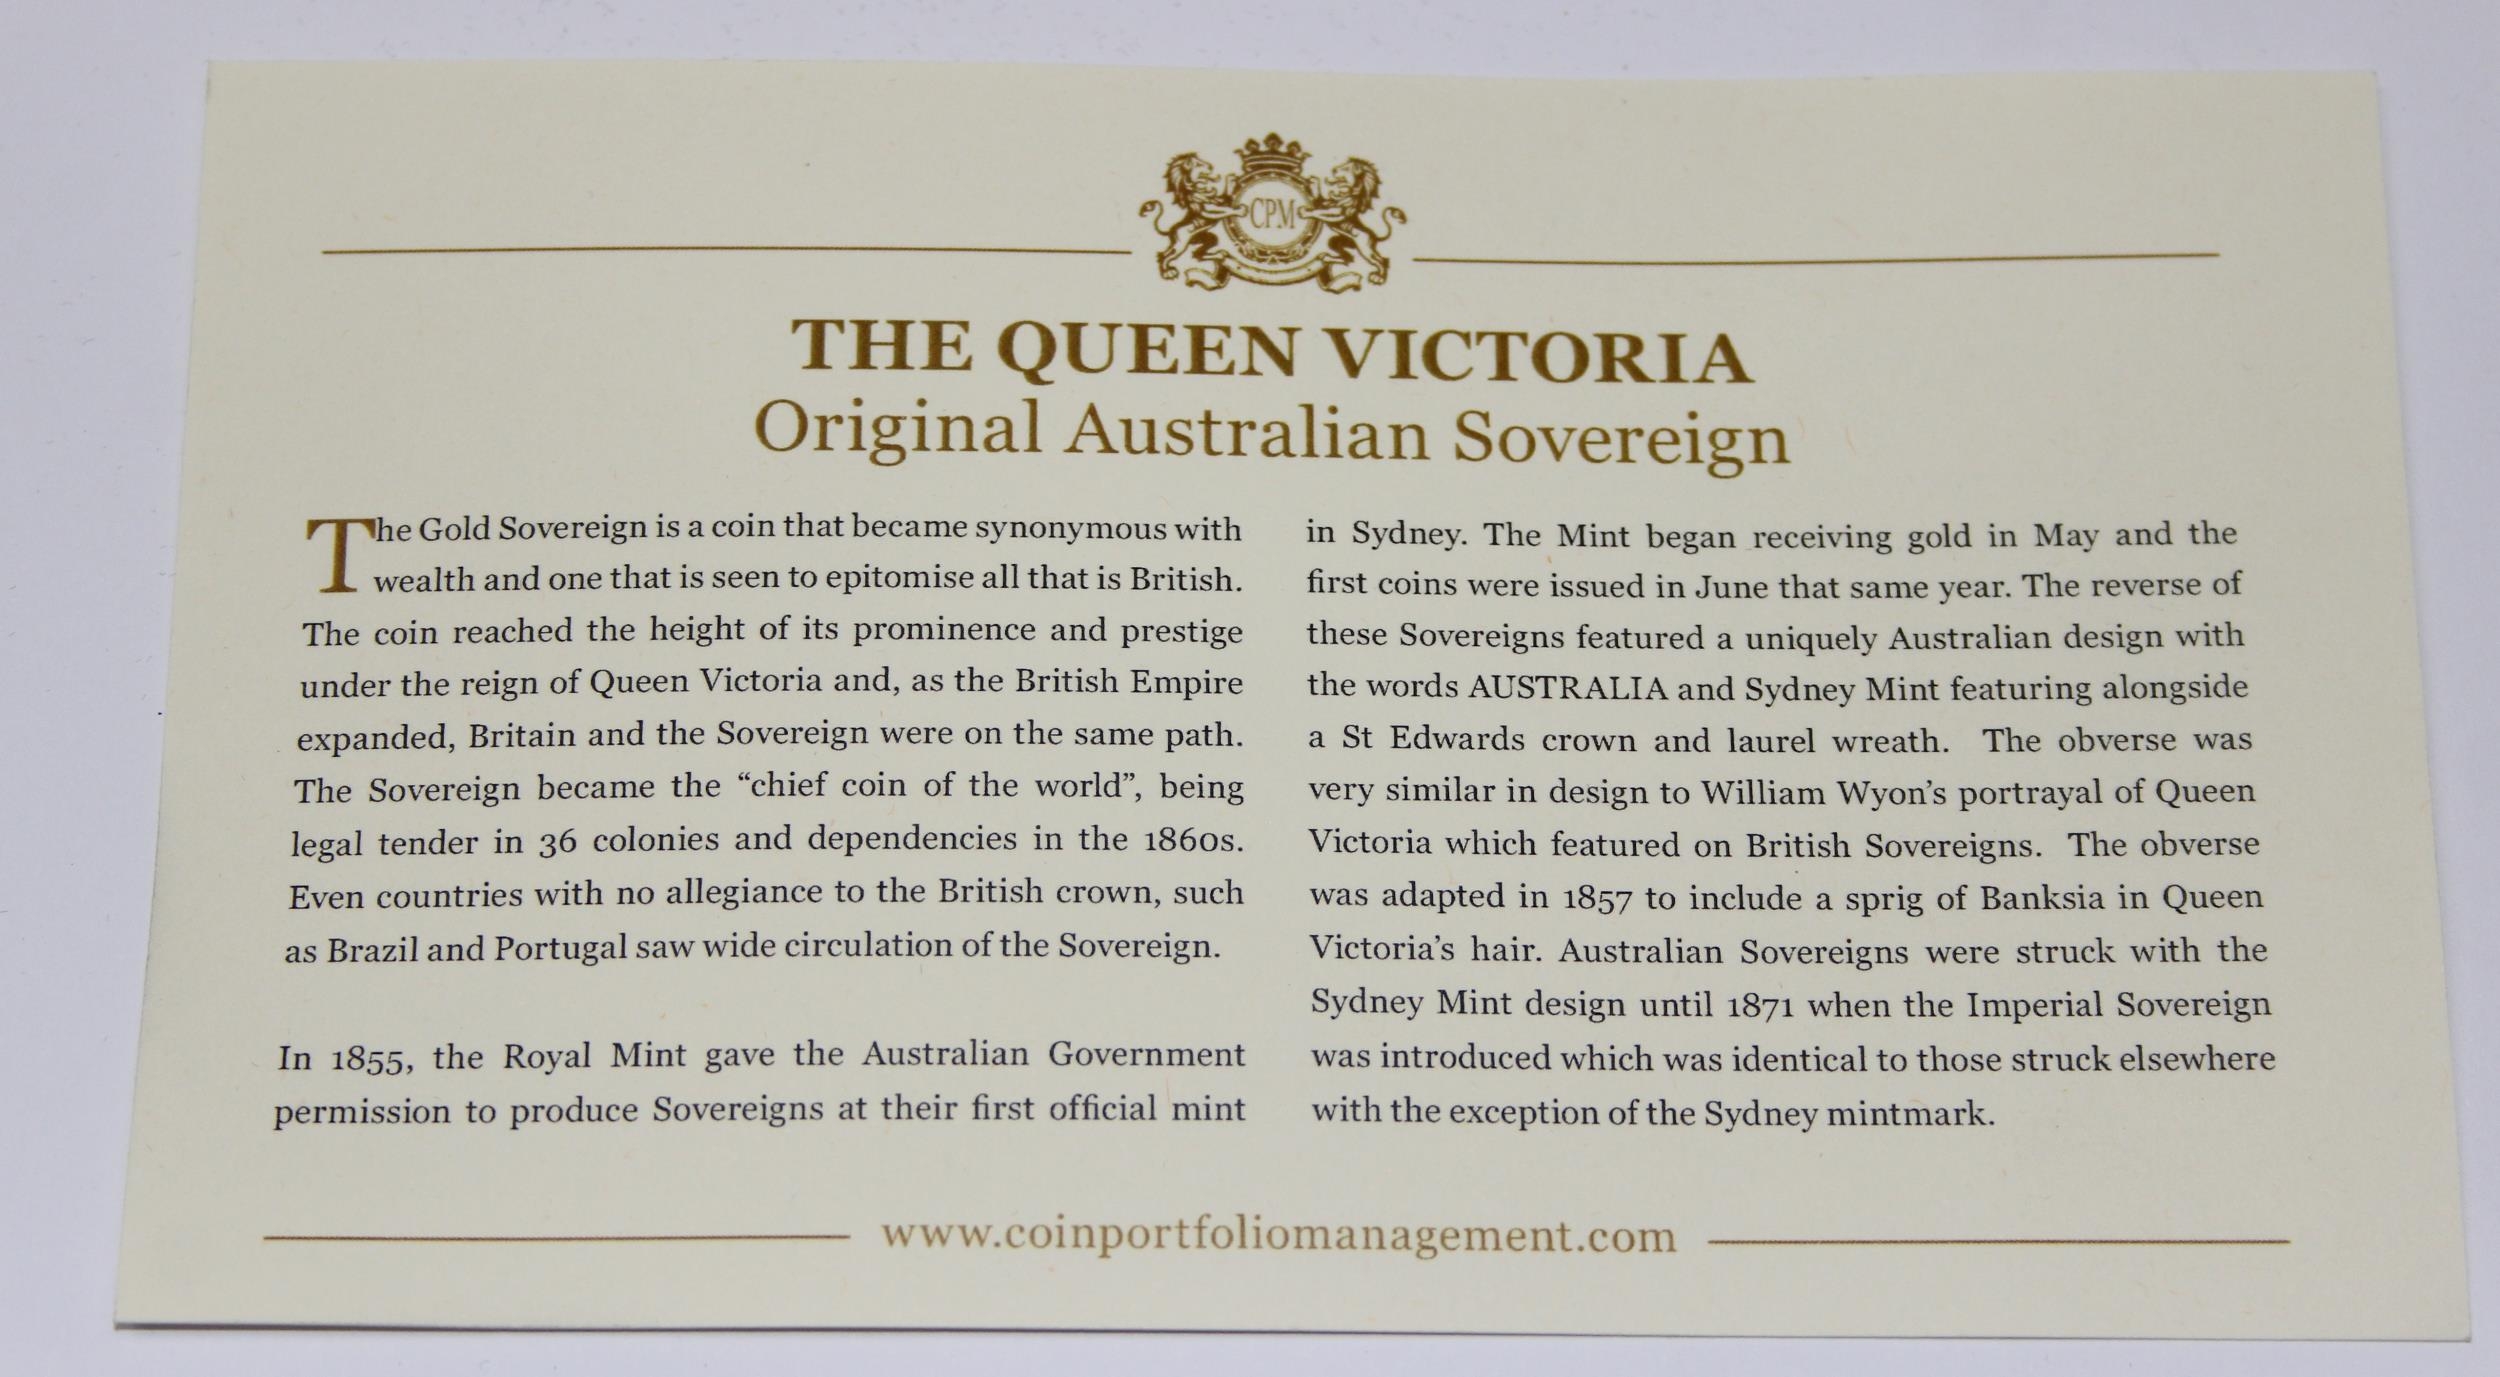 CPM
THE QUEEN VICTORIA
Original Australian Sovereign
The Gold Sovereign is a coin that became synonymous with
wealth and one that is seen to epitomise all that is British.
The coin reached the height of its prominence and prestige
under the reign of Queen Victoria and, as the British Empire
expanded, Britain and the Sovereign were on the same path.
The Sovereign became the “chief coin of the world”, being
legal tender in 36 colonies and dependencies in the 1860s.
Even countries with no allegiance to the British crown, such
as Brazil and Portugal saw wide circulation of the Sovereign.
In 1855, the Royal Mint gave the Australian Government
permission to produce Sovereigns at their first official mint
in Sydney. The Mint began receiving gold in May and the
first coins were issued in June that same year. The reverse of
these Sovereigns featured a uniquely Australian design with
the words AUSTRALIA and Sydney Mint featuring alongside
a St Edwards crown and laurel wreath. The obverse was
very similar in design to William Wyon’s portrayal of Queen
Victoria which featured on British Sovereigns. The obverse
was adapted in 1857 to include a sprig of Banksia in Queen
Victoria’s hair. Australian Sovereigns were struck with the
Sydney Mint design until 1871 when the Imperial Sovereign
was introduced which was identical to those struck elsewhere
with the exception of the Sydney mintmark.
www.coinportfoliomanagement.com